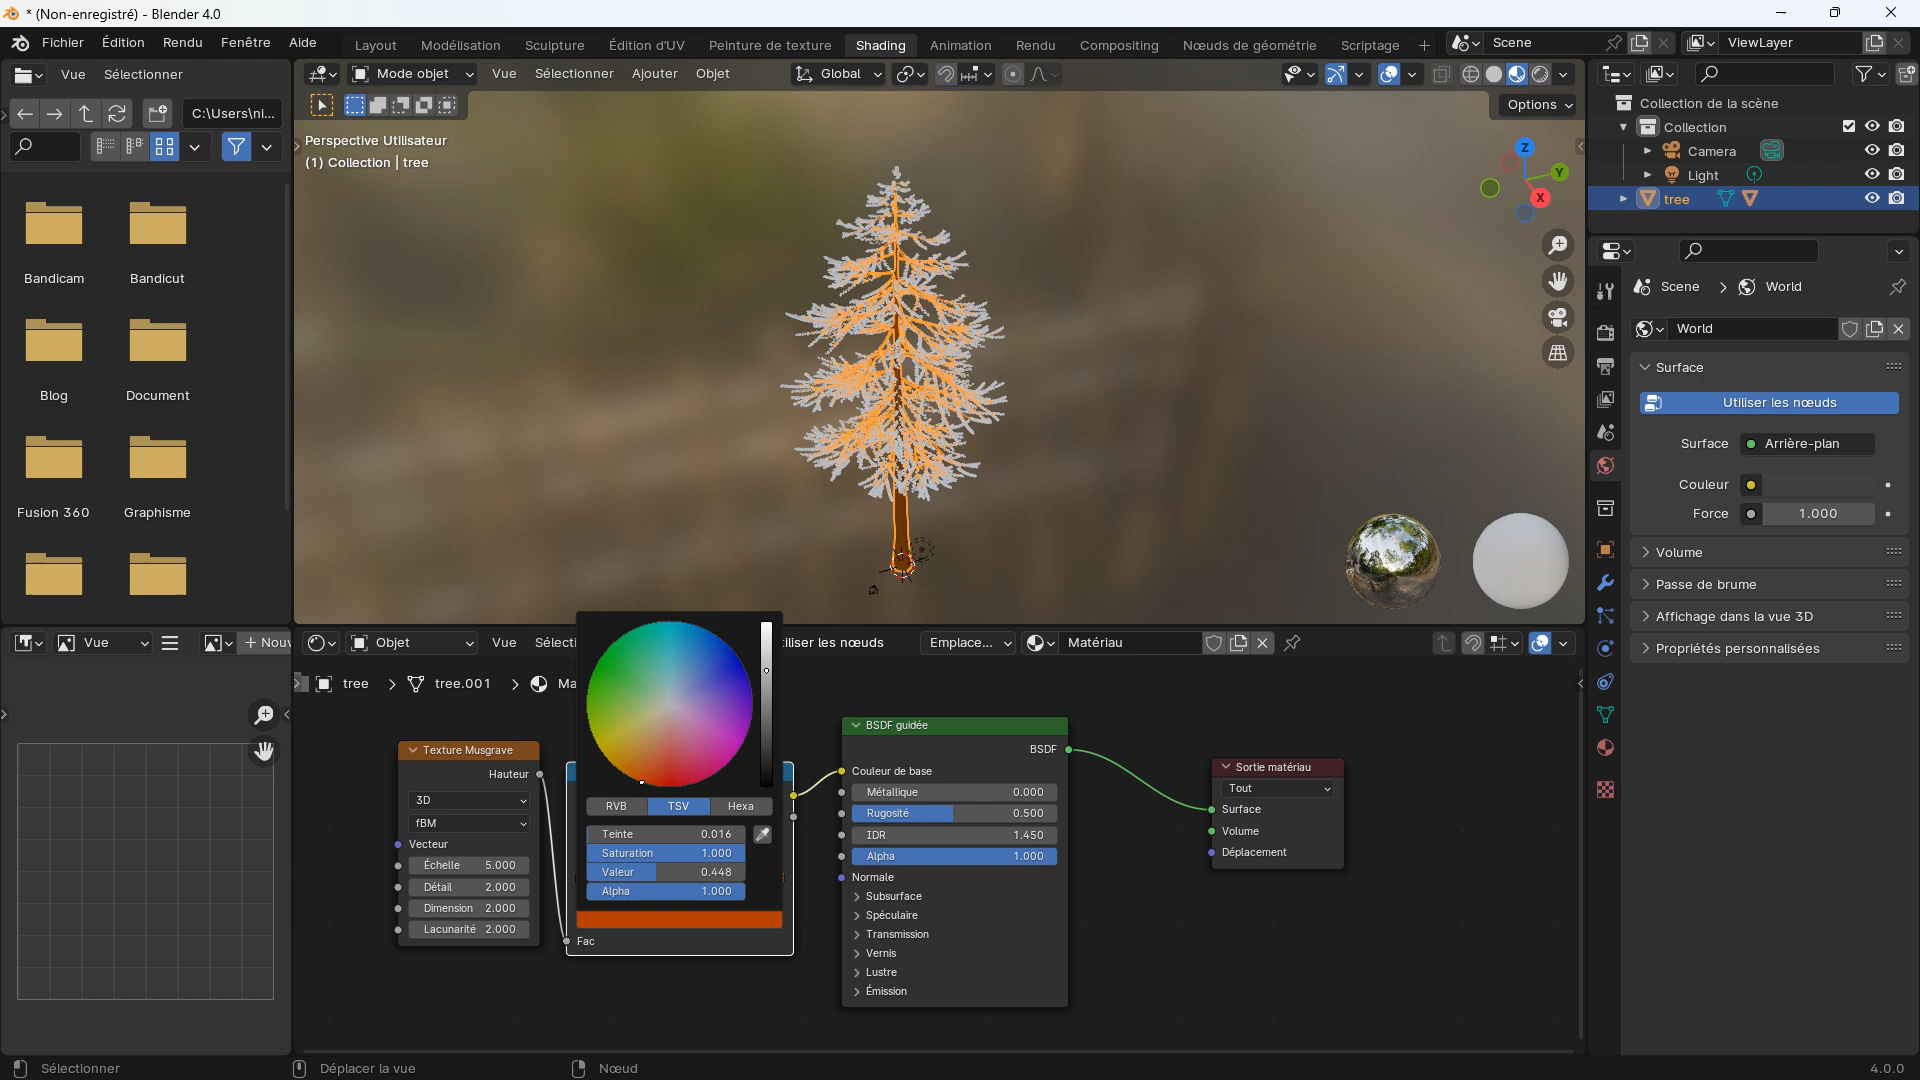 * (Non-enregistré) - Blender 4.0
Fichier Édition Rendu Fenêtre Aide
Layout Modélisation Sculpture Édition d'UV Peinture de texture Shading Animation Rendu Compositing Nœuds de géométrie Scriptage
Scene
ViewLayer
Vue Sélectionner
C:\Users\ni...
Bandicam Bandicut
Blog Document
Fusion 360 Graphisme
Mode objet Vue Sélectionner Ajouter Objet
Global
Options
Perspective Utilisateur
(1) Collection | tree
Z
Y
X
Collection de la scène
Collection
Camera
Light
tree
Scene > World
World
Surface
Utiliser les nœuds
Surface Arrière-plan
Couleur
Force 1.000
Volume
Passe de brume
Affichage dans la vue 3D
Propriétés personnalisées
Vue
+ Nouv
Objet Vue Sélecti
iliser les nœuds
Emplace...
Matériau
tree > tree.001 > Ma
Texture Musgrave
Hauteur
3D
fBM
Vecteur
Échelle 5.000
Détail 2.000
Dimension 2.000
Lacunarité 2.000
RVB TSV Hexa
Teinte 0.016
Saturation 1.000
Valeur 0.448
Alpha 1.000
Fac
BSDF guidée
BSDF
Couleur de base
Métallique 0.000
Rugosité 0.500
IDR 1.450
Alpha 1.000
Normale
Subsurface
Spéculaire
Transmission
Vernis
Lustre
Émission
Sortie matériau
Tout
Surface
Volume
Déplacement
Sélectionner
Déplacer la vue
Nœud
4.0.0